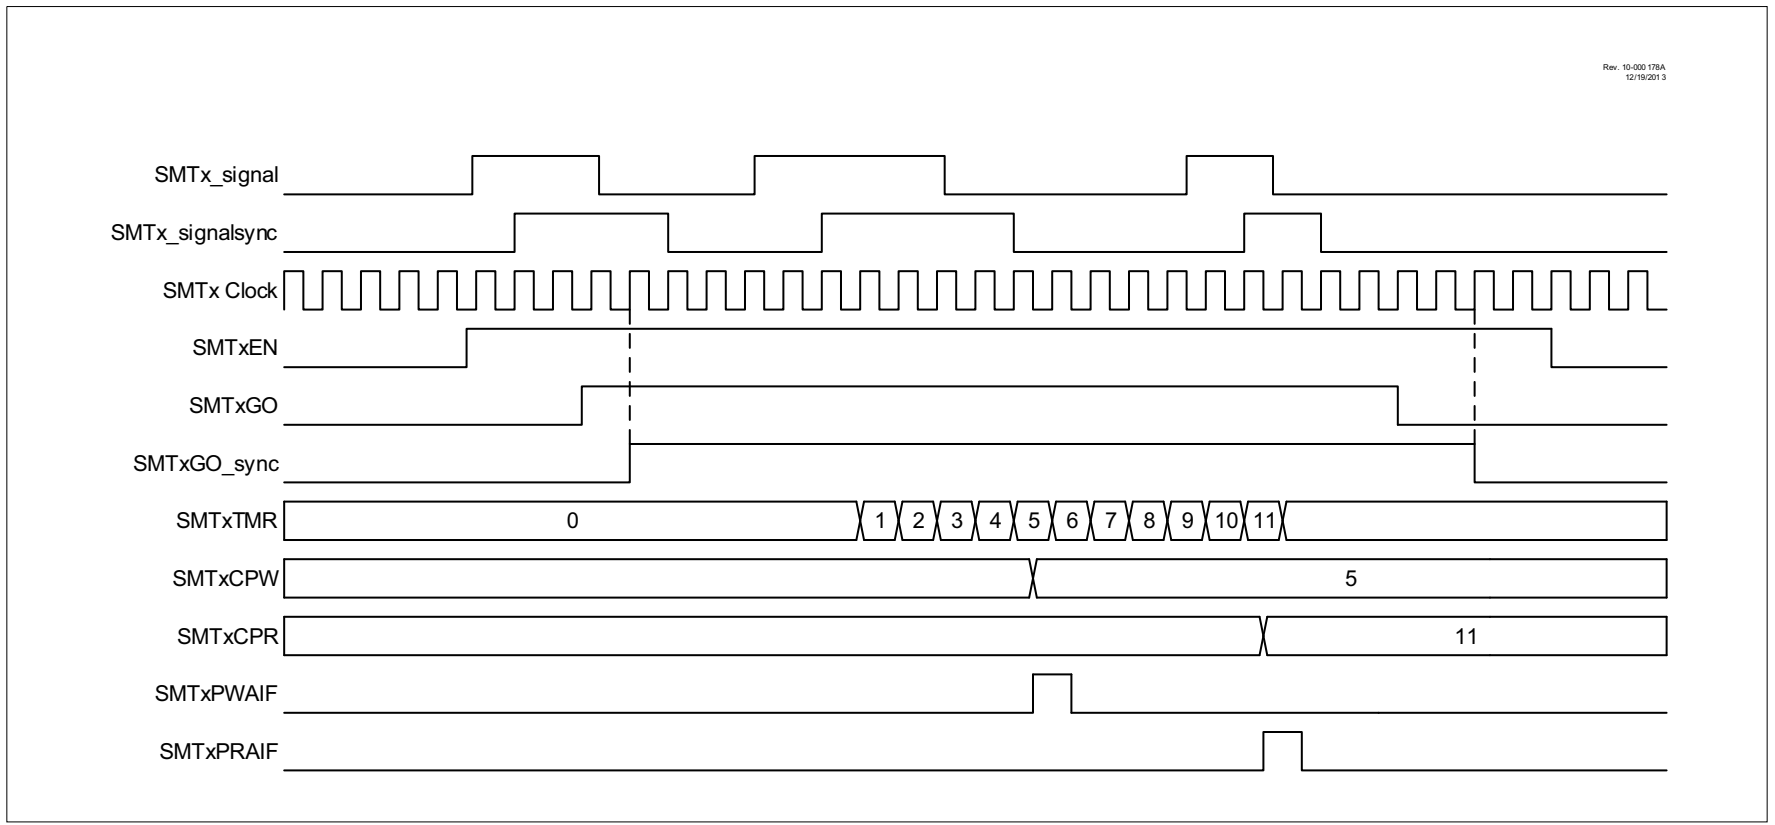 Rev. 10-000 178A
12/19/201 3
SMTx_signal
SMTx_signalsync
SMTx Clock
SMTxEN
SMTxGO
SMTxGO_sync
SMTxTMR 0 1 2 3 4 5 6 7 8 9 10 11
SMTxCPW 5
SMTxCPR 11
SMTxPWAIF
SMTxPRAIF